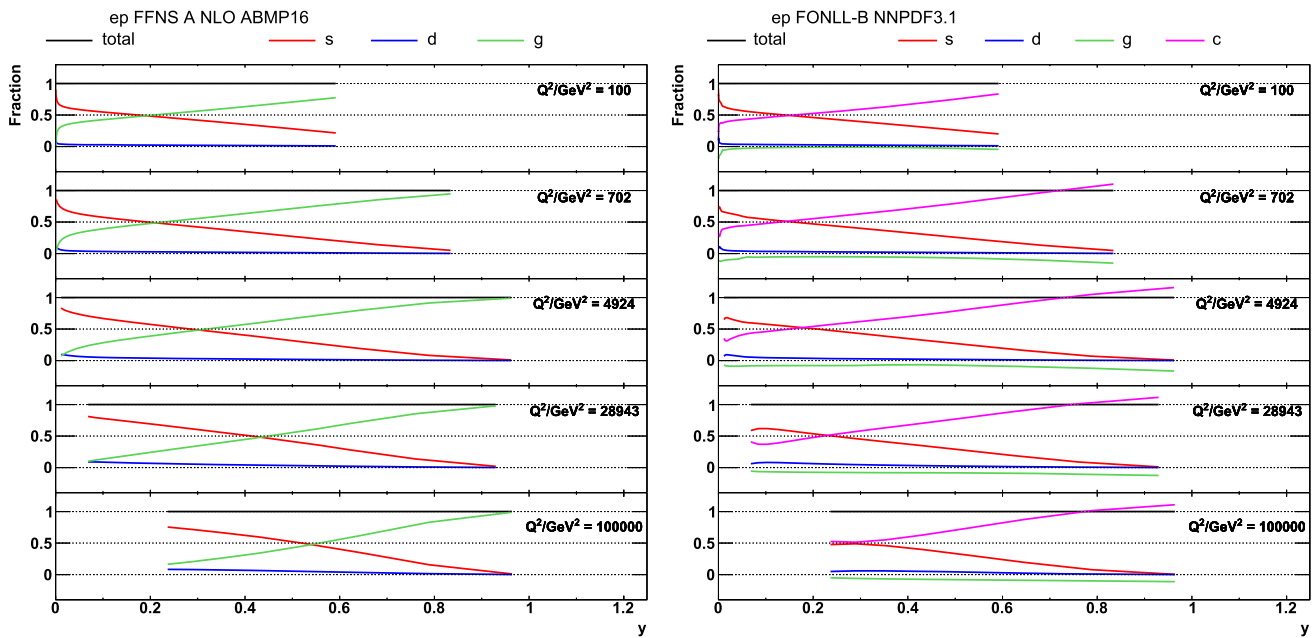 ep FFNS A NLO ABMP16
total s d g
Fraction
1
0.5
0
Q²/GeV² = 100
1
0.5
0
Q²/GeV² = 702
1
0.5
0
Q²/GeV² = 4924
1
0.5
0
Q²/GeV² = 28943
1
0.5
0
Q²/GeV² = 100000
0 0.2 0.4 0.6 0.8 1 1.2
y
ep FONLL-B NNPDF3.1
total s d g c
Fraction
1
0.5
0
Q²/GeV² = 100
1
0.5
0
Q²/GeV² = 702
1
0.5
0
Q²/GeV² = 4924
1
0.5
0
Q²/GeV² = 28943
1
0.5
0
Q²/GeV² = 100000
0 0.2 0.4 0.6 0.8 1 1.2
y